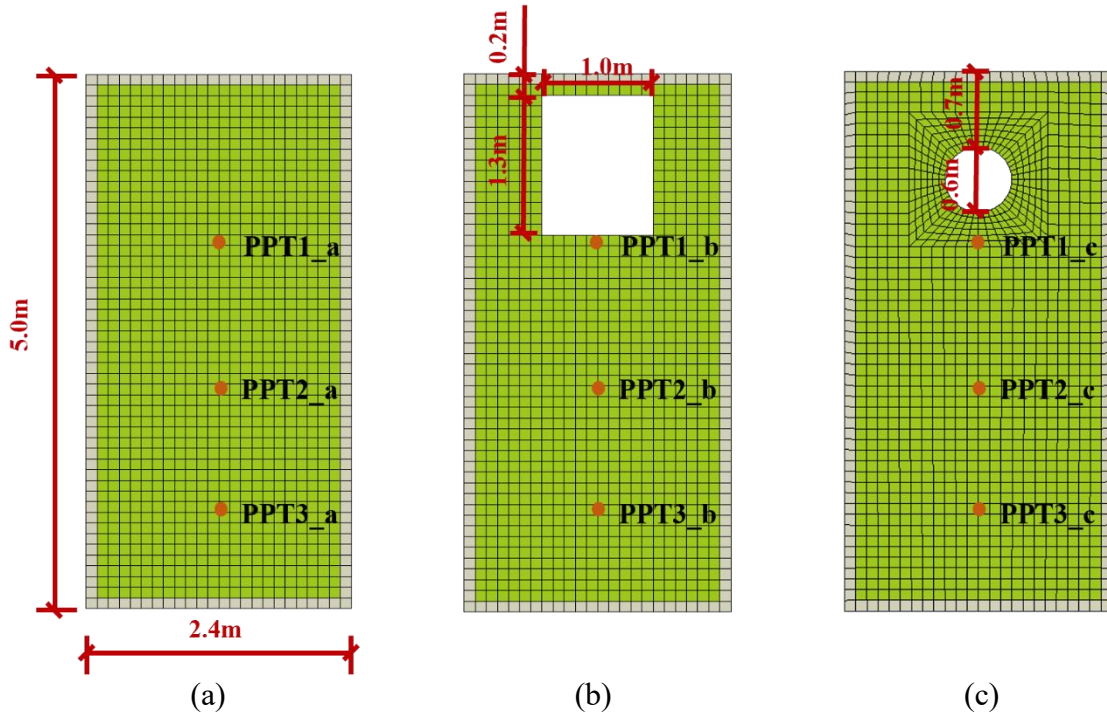 0.2m
1.0m
1.3m
0.7m
0.6m
5.0m
PPT1_a
PPT1_b
PPT1_c
PPT2_a
PPT2_b
PPT2_c
PPT3_a
PPT3_b
PPT3_c
2.4m
(a)
(b)
(c)